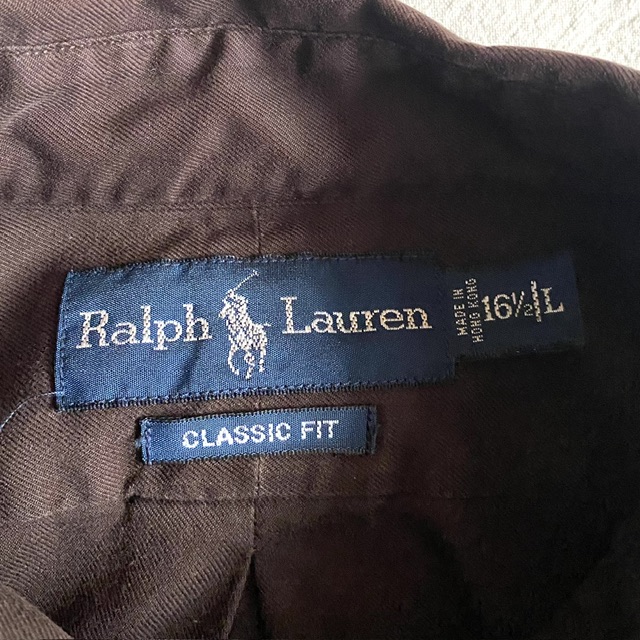 Ralph Lauren
MADE IN
HONG KONG
16½ L
CLASSIC FIT